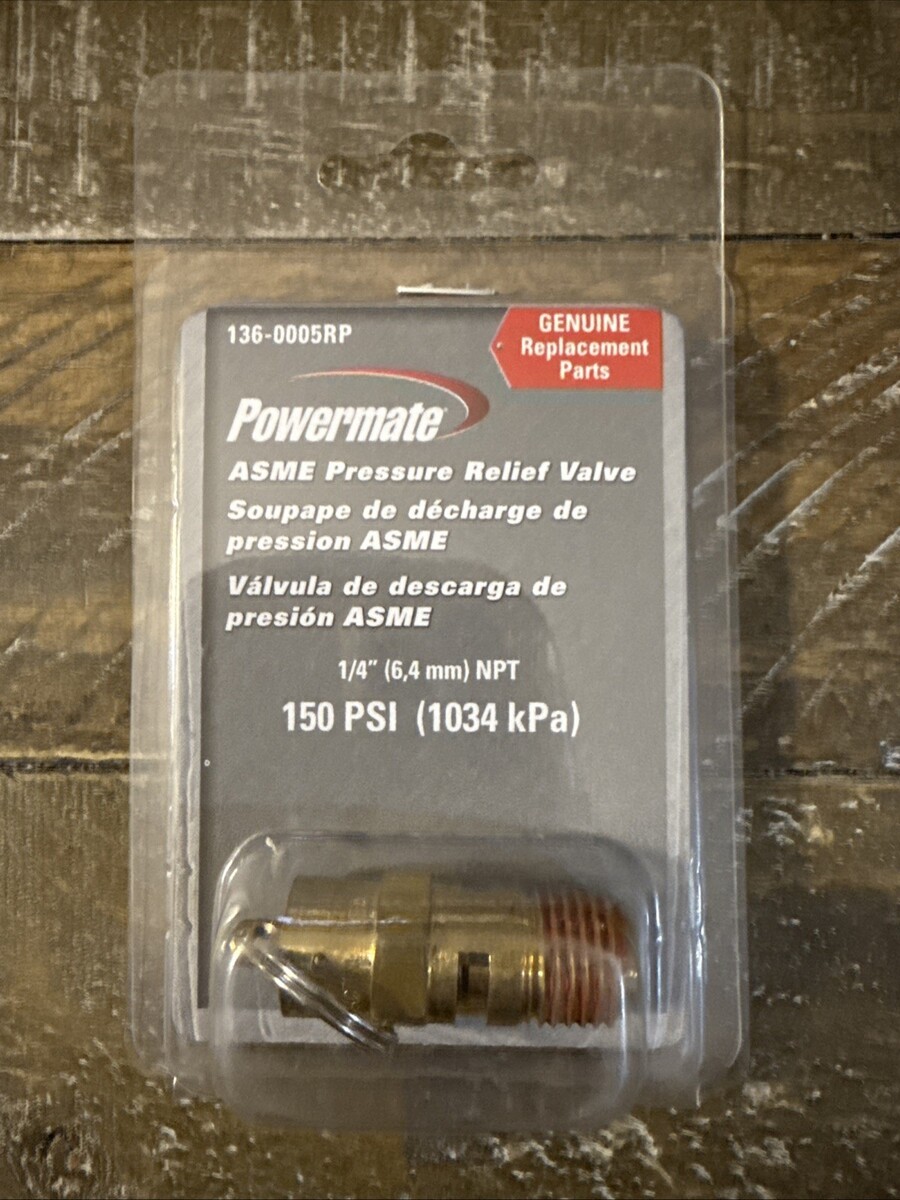 136-0005RP
GENUINE
Replacement
Parts
Powermate
ASME Pressure Relief Valve
Soupape de décharge de
pression ASME
Válvula de descarga de
presión ASME
1/4" (6,4 mm) NPT
150 PSI (1034 kPa)